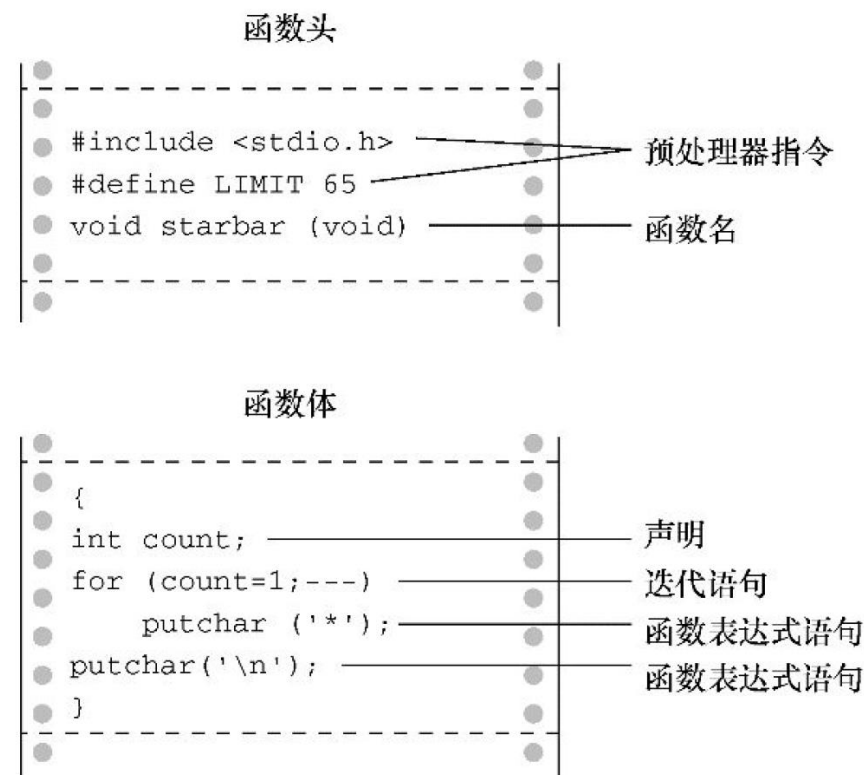 函数头
#include <stdio.h>
预处理器指令
#define LIMIT 65
void starbar (void)
函数名
函数体
{
int count;
声明
for (count=1;---)
迭代语句
putchar ('*');
函数表达式语句
putchar('\n');
函数表达式语句
}